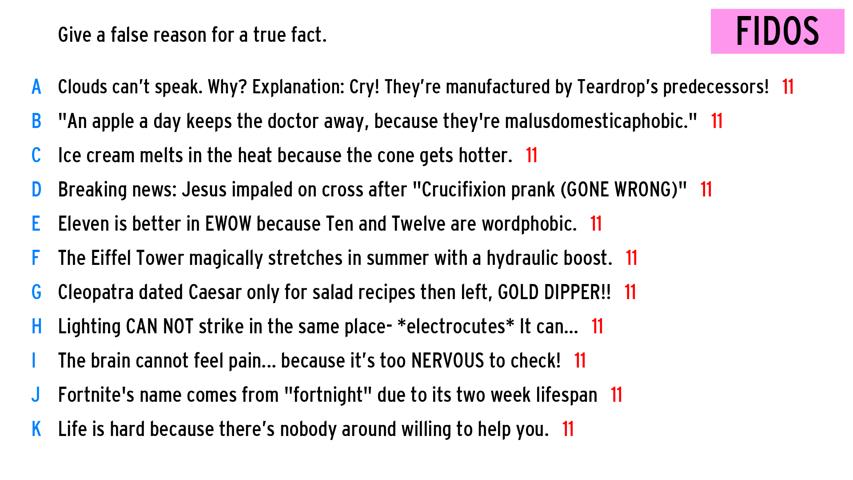 Give a false reason for a true fact.
FIDOS
A Clouds can't speak. Why? Explanation: Cry! They're manufactured by Teardrop's predecessors! 11
B "An apple a day keeps the doctor away, because they're malusdomesticaphobic." 11
C Ice cream melts in the heat because the cone gets hotter. 11
D Breaking news: Jesus impaled on cross after "Crucifixion prank (GONE WRONG)" 11
E Eleven is better in EWOW because Ten and Twelve are wordphobic. 11
F The Eiffel Tower magically stretches in summer with a hydraulic boost. 11
G Cleopatra dated Caesar only for salad recipes then left, GOLD DIPPER!! 11
H Lighting CAN NOT strike in the same place- *electrocutes* It can... 11
I The brain cannot feel pain... because it's too NERVOUS to check! 11
J Fortnite's name comes from "fortnight" due to its two week lifespan 11
K Life is hard because there's nobody around willing to help you. 11